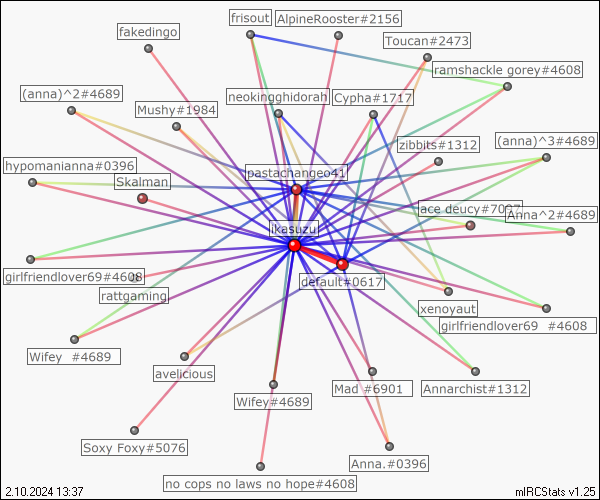 frisout
AlpineRooster#2156
fakedingo
Toucan#2473
ramshackle gorey#4608
(anna)^2#4689
neokingghidorah
Cypha#1717
Mushy#1984
zibbits#1312
(anna)^3#4689
hypomanianna#0396
pastachangeo41
Skalman
ace deucy#7097
Anna^2#4689
ikasuzu
girlfriendlover69#4608
default#0617
rattgaming
xenoyaut
girlfriendlover69 #4608
Wifey #4689
avelicious
Mad #6901
Annarchist#1312
Wifey#4689
Soxy Foxy#5076
Anna.#0396
no cops no laws no hope#4608
2.10.2024 13:37
mIRCStats v1.25